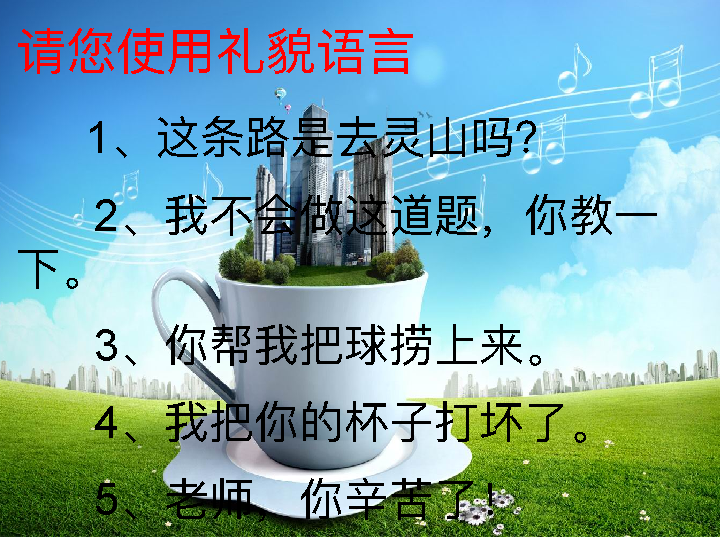 请您使用礼貌语言
1、这条路是去灵山吗？
2、我不会做这道题，你教一
下。
3、你帮我把球捞上来。
4、我把你的杯子打坏了。
5、老师，你辛苦了！